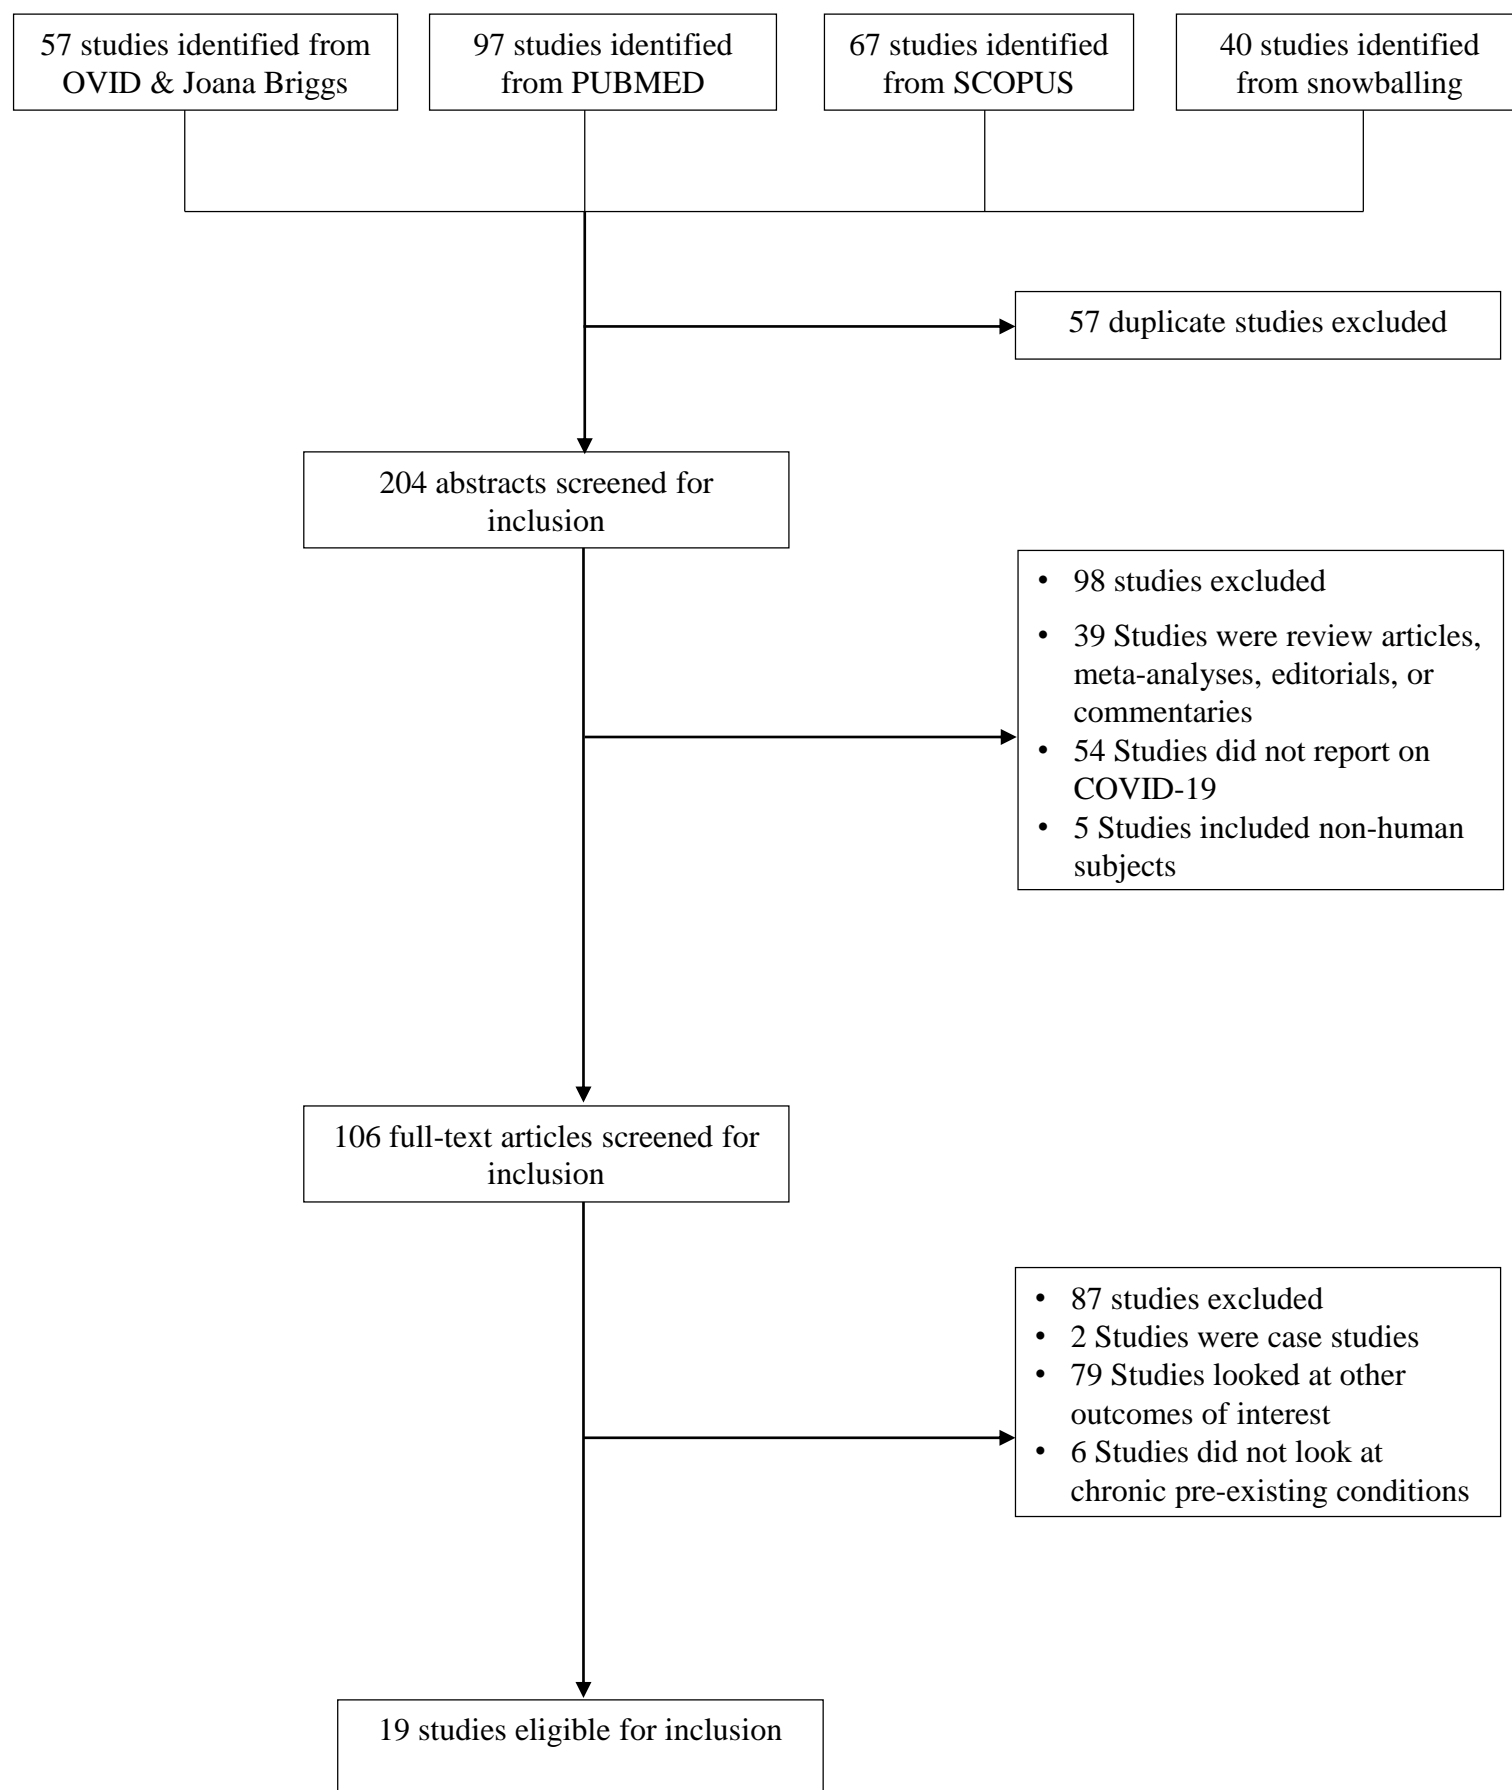 57 studies identified from
OVID & Joana Briggs
97 studies identified
from PUBMED
67 studies identified
from SCOPUS
40 studies identified
from snowballing
57 duplicate studies excluded
204 abstracts screened for
inclusion
• 98 studies excluded
• 39 Studies were review articles,
meta-analyses, editorials, or
commentaries
• 54 Studies did not report on
COVID-19
• 5 Studies included non-human
subjects
106 full-text articles screened for
inclusion
• 87 studies excluded
• 2 Studies were case studies
• 79 Studies looked at other
outcomes of interest
• 6 Studies did not look at
chronic pre-existing conditions
19 studies eligible for inclusion